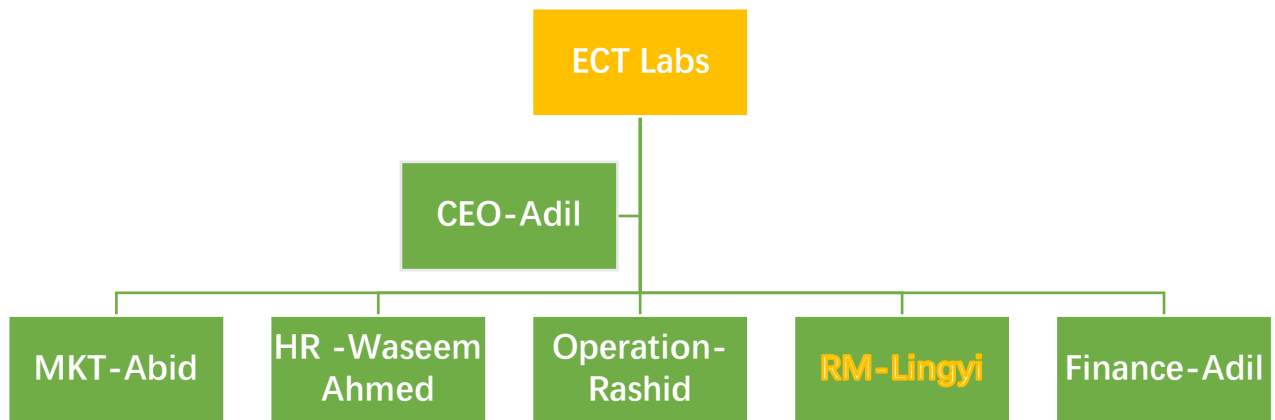 ECT Labs
CEO-Adil
MKT-Abid
HR -Waseem
Ahmed
Operation-
Rashid
RM-Lingyi
Finance-Adil